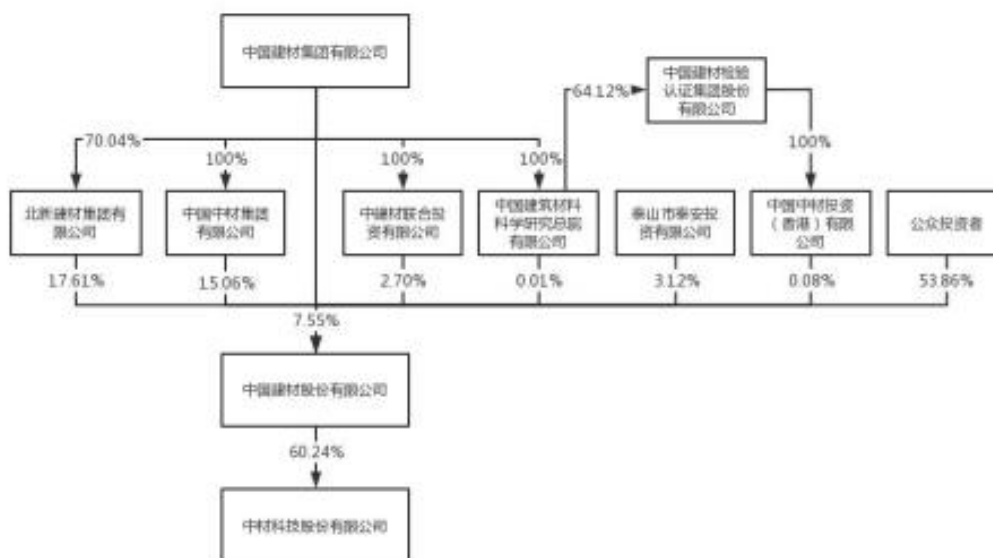 中国建材集团有限公司
中国建材检验
认证集团股份
有限公司
64.12%
70.04%
100%
100%
100%
100%
北新建材集团有
限公司
中国中材集团
有限公司
中建材联合投
资有限公司
中国建筑材料
科学研究总院
有限公司
泰山市泰安投
资有限公司
中国中材投资
（香港）有限
公司
公众投资者
17.61%
15.06%
2.70%
0.01%
3.12%
0.08%
53.86%
7.55%
中国建材股份有限公司
60.24%
中材科技股份有限公司